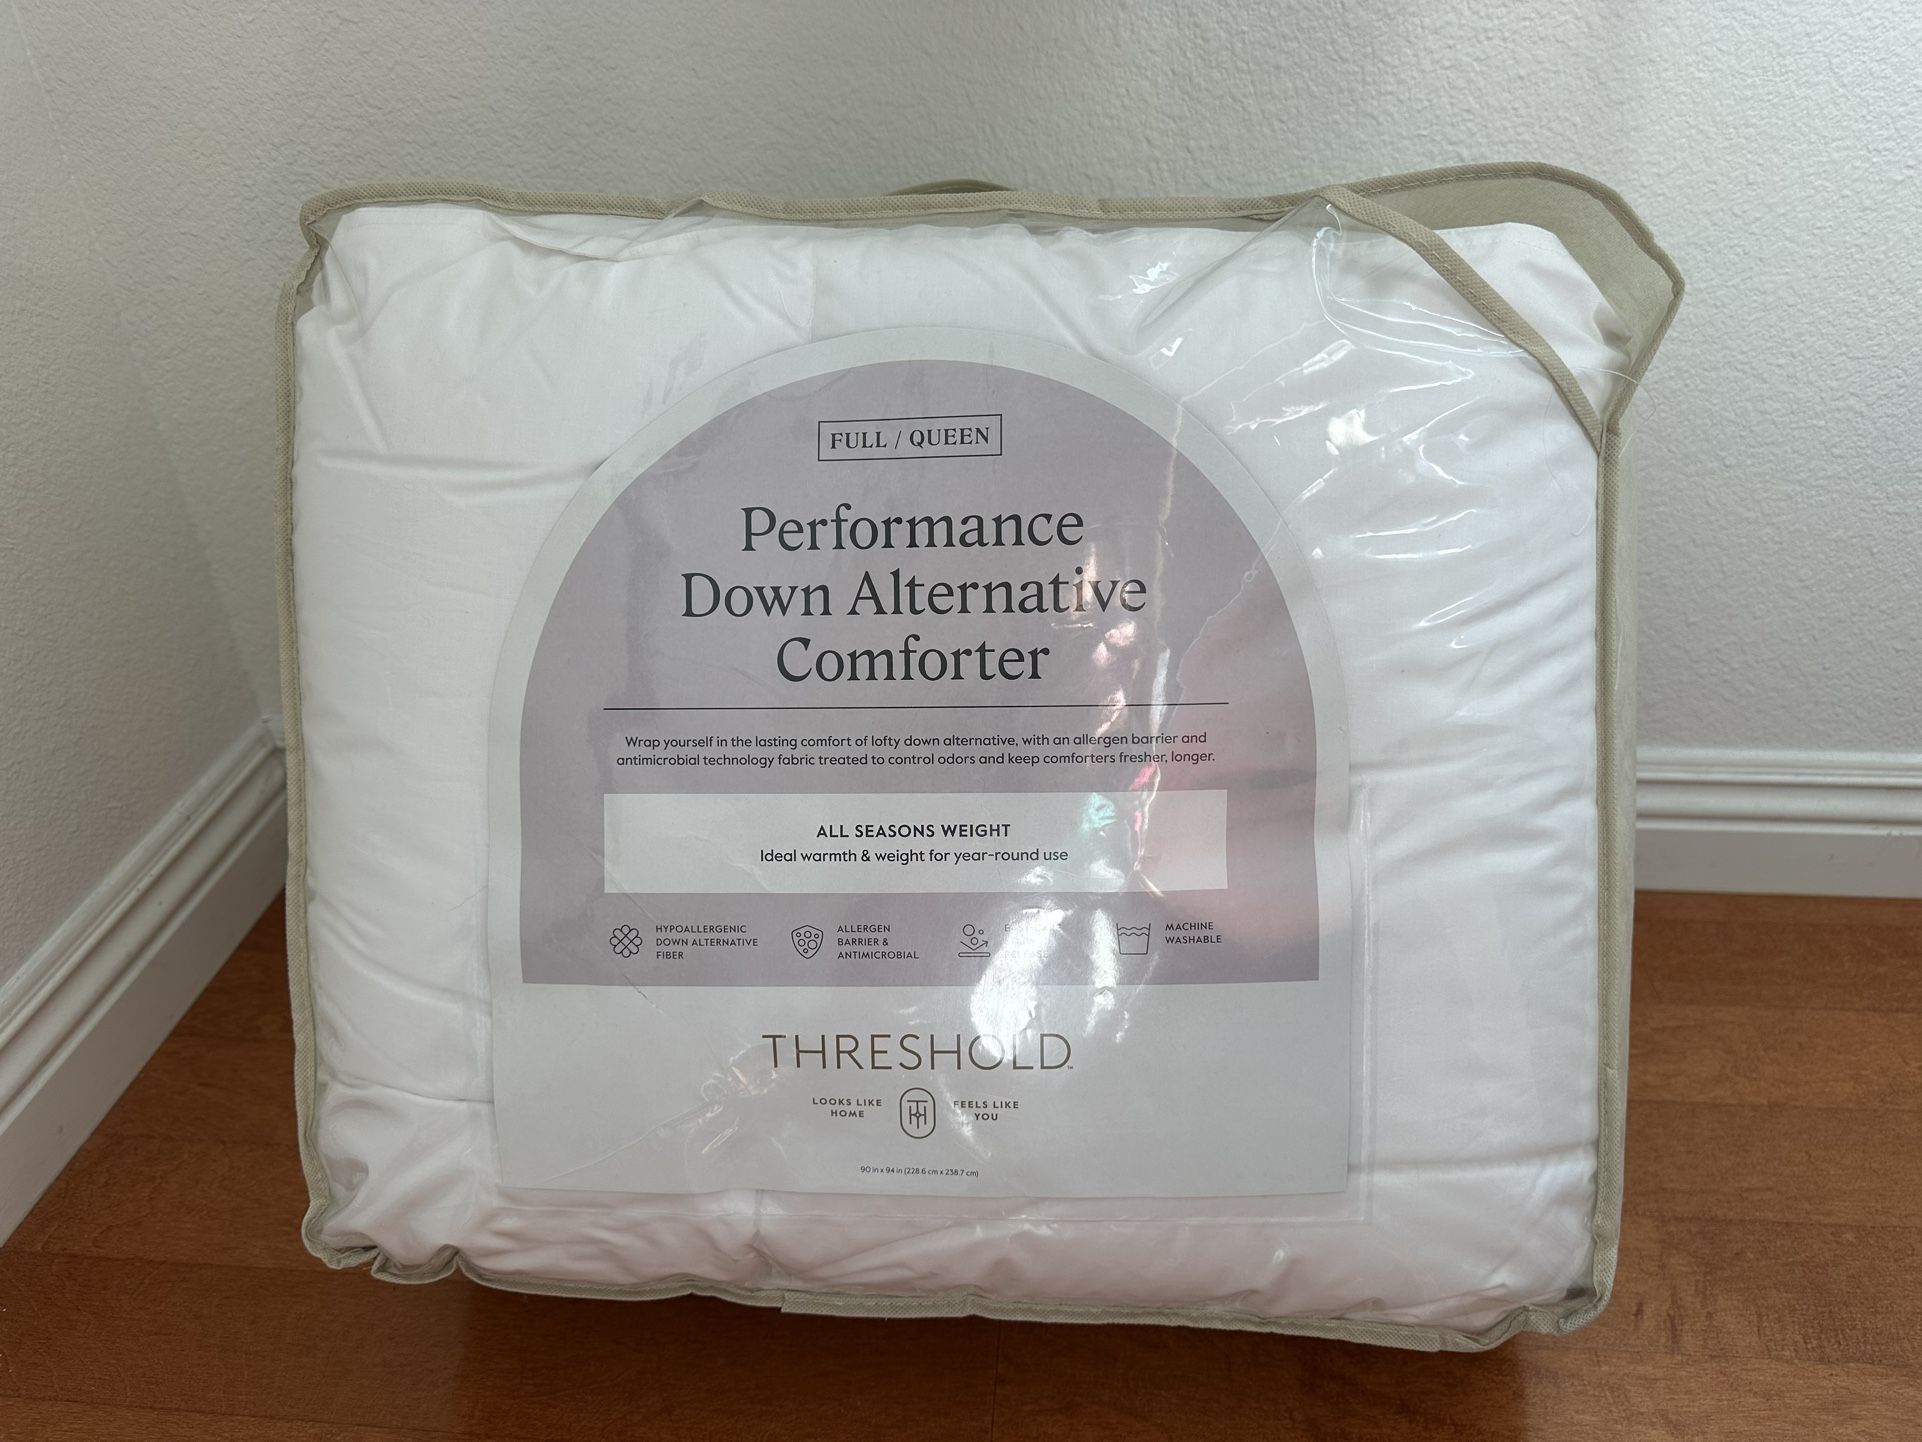 FULL / QUEEN
Performance
Down Alternative
Comforter
Wrap yourself in the lasting comfort of lofty down alternative, with an allergen barrier and
antimicrobial technology fabric treated to control odors and keep comforters fresher, longer.
ALL SEASONS WEIGHT
Ideal warmth & weight for year-round use
HYPOALLERGENIC
DOWN ALTERNATIVE
FIBER
ALLERGEN
BARRIER &
ANTIMICROBIAL
RELEASE
MACHINE
WASHABLE
THRESHOLD™
LOOKS LIKE
HOME
FEELS LIKE
YOU
90 in x 94 in (228.6 cm x 238.7 cm)